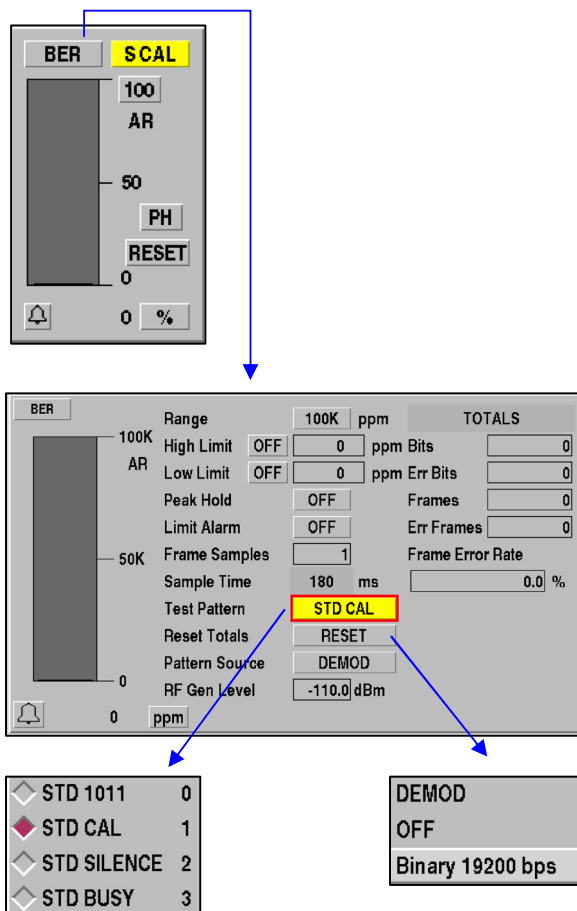 BER SCAL
100
AR
50
PH
RESET
0
0 %
BER
100K
AR
50K
0
0 ppm
Range 100K ppm
High Limit OFF 0 ppm
Low Limit OFF 0 ppm
Peak Hold OFF
Limit Alarm OFF
Frame Samples 1
Sample Time 180 ms
Test Pattern STD CAL
Reset Totals RESET
Pattern Source DEMOD
RF Gen Level -110.0 dBm
TOTALS
Bits 0
Err Bits 0
Frames 0
Err Frames 0
Frame Error Rate
0.0 %
STD 1011 0
STD CAL 1
STD SILENCE 2
STD BUSY 3
DEMOD
OFF
Binary 19200 bps